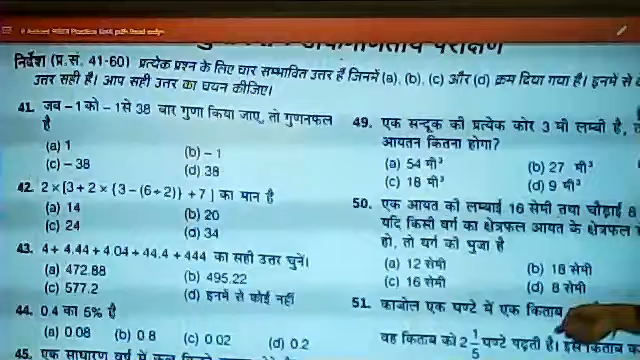 निर्देश (प्र.सं. 41-60) प्रत्येक प्रश्न के लिए चार सम्भावित उत्तर हैं जिनमें (a), (b), (c) और (d) क्रम दिया गया है। इनमें से
उत्तर सही है। आप सही उत्तर का चयन कीजिए।
41. जब – 1 को – 1 से 38 बार गुणा किया जाए, तो गुणनफल
है
(a) 1 (b) – 1
(c) – 38 (d) 38
42. 2 × [3 + 2 × {3 – (6 ÷ 2)} + 7] का मान है
(a) 14 (b) 20
(c) 24 (d) 34
43. 4 + 4.44 + 4.04 + 44.4 + 444 का सही उत्तर चुनें।
(a) 472.88 (b) 495.22
(c) 577.2 (d) इनमें से कोई नहीं
44. 0.4 का 5% है
(a) 0.08 (b) 0.8 (c) 0.02 (d) 0.2
45. एक साधारण वर्ष में
49. एक सन्दूक की प्रत्येक कोर 3 मी लम्बी है,
आयतन कितना होगा?
(a) 54 मी³ (b) 27 मी³
(c) 18 मी³ (d) 9 मी³
50. एक आयत की लम्बाई 16 सेमी तथा चौड़ाई 8
यदि किसी वर्ग का क्षेत्रफल आयत के क्षेत्रफल
हो, तो वर्ग की भुजा है
(a) 12 सेमी (b) 18 सेमी
(c) 16 सेमी (d) 8 सेमी
51. काजोल एक घण्टे में एक किताब
वह किताब को 2 1/5 घण्टे पढ़ती है। इस किताब